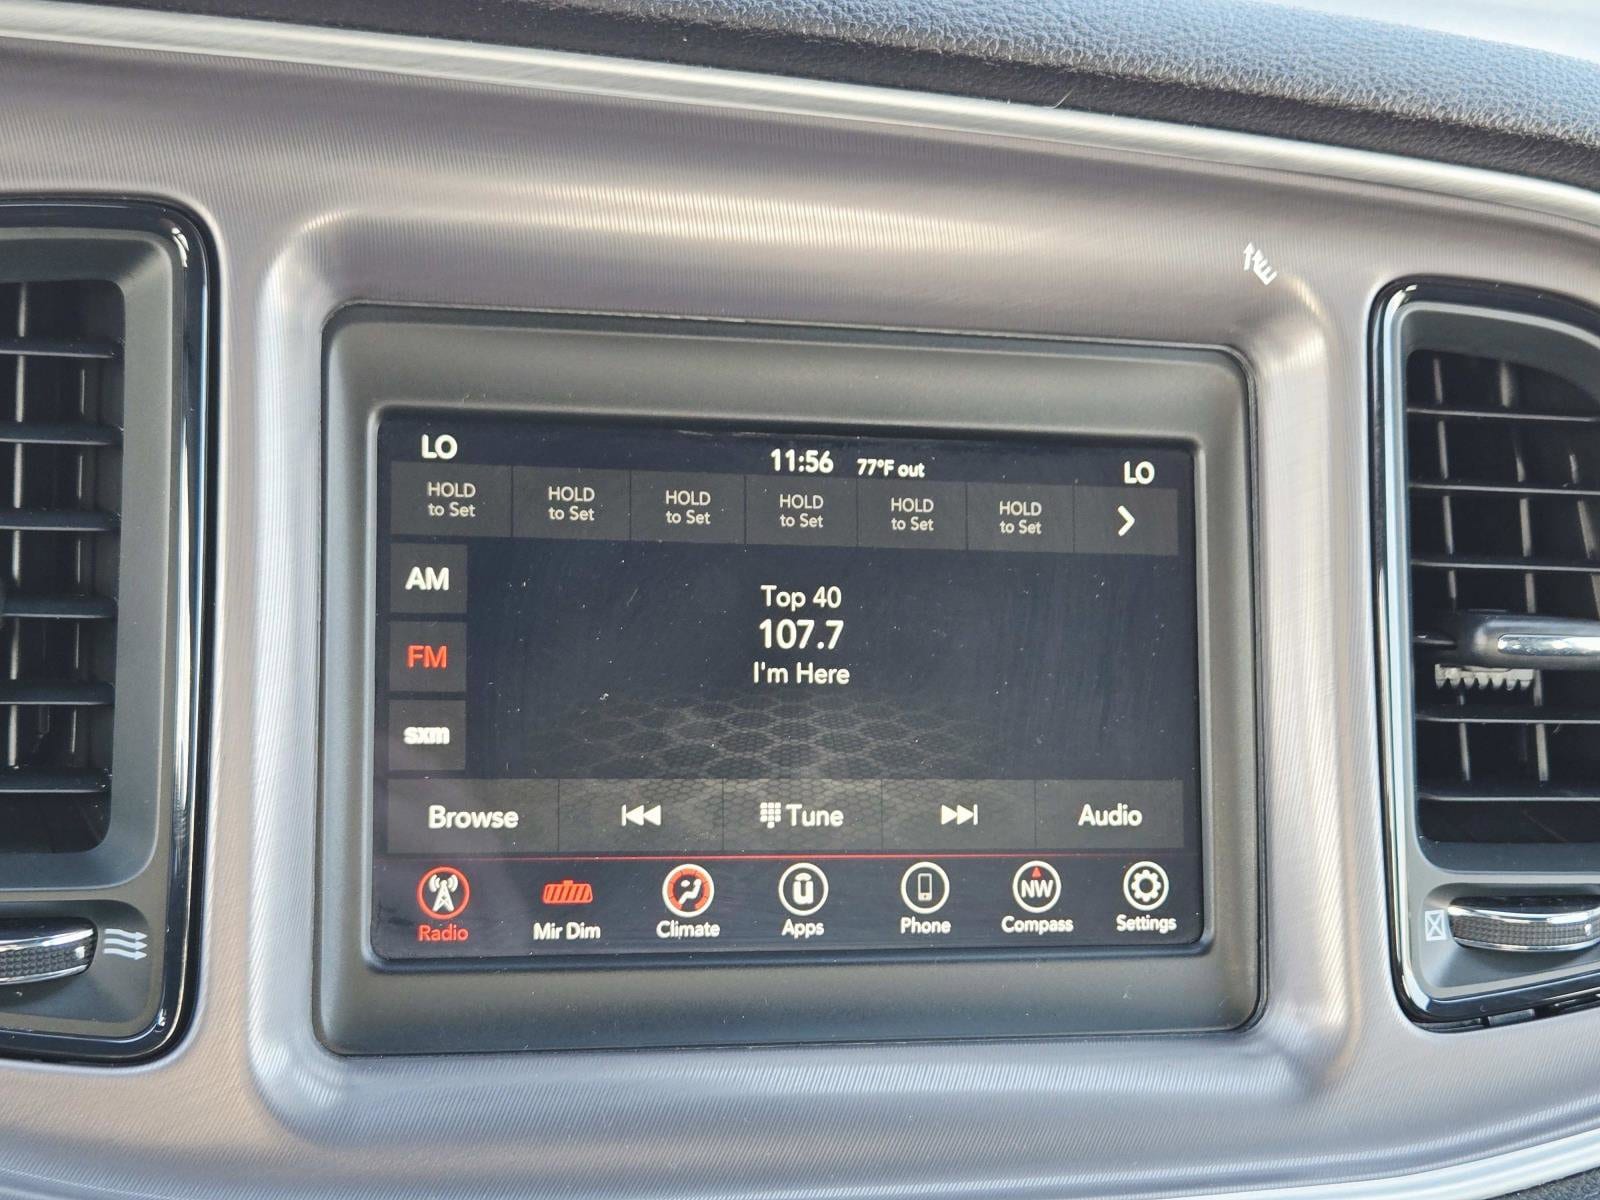 LO 11:56 77°F out LO
HOLD to Set
HOLD to Set
HOLD to Set
HOLD to Set
HOLD to Set
HOLD to Set
AM
Top 40
107.7
FM
I'm Here
sxm
Browse Tune Audio
NW
Radio Mir Dim Climate Apps Phone Compass Settings